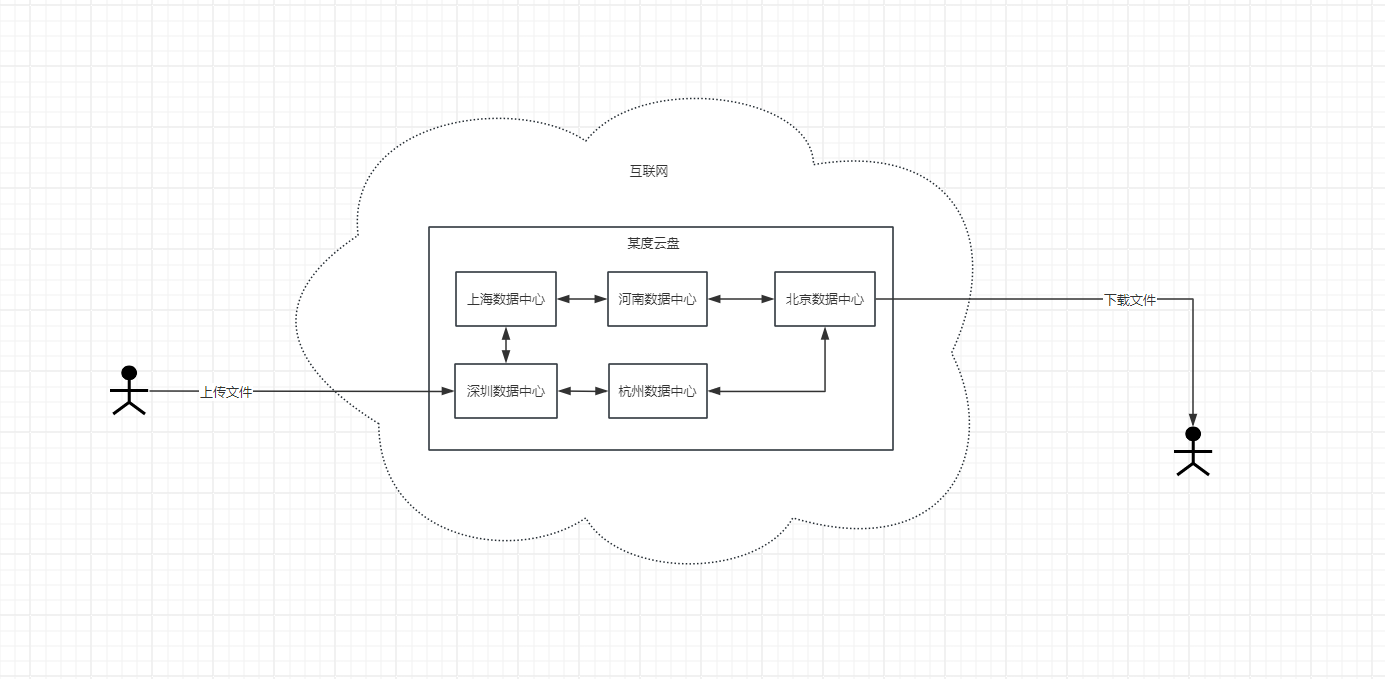 互联网
某度云盘
上海数据中心
河南数据中心
北京数据中心
下载文件
上传文件
深圳数据中心
杭州数据中心